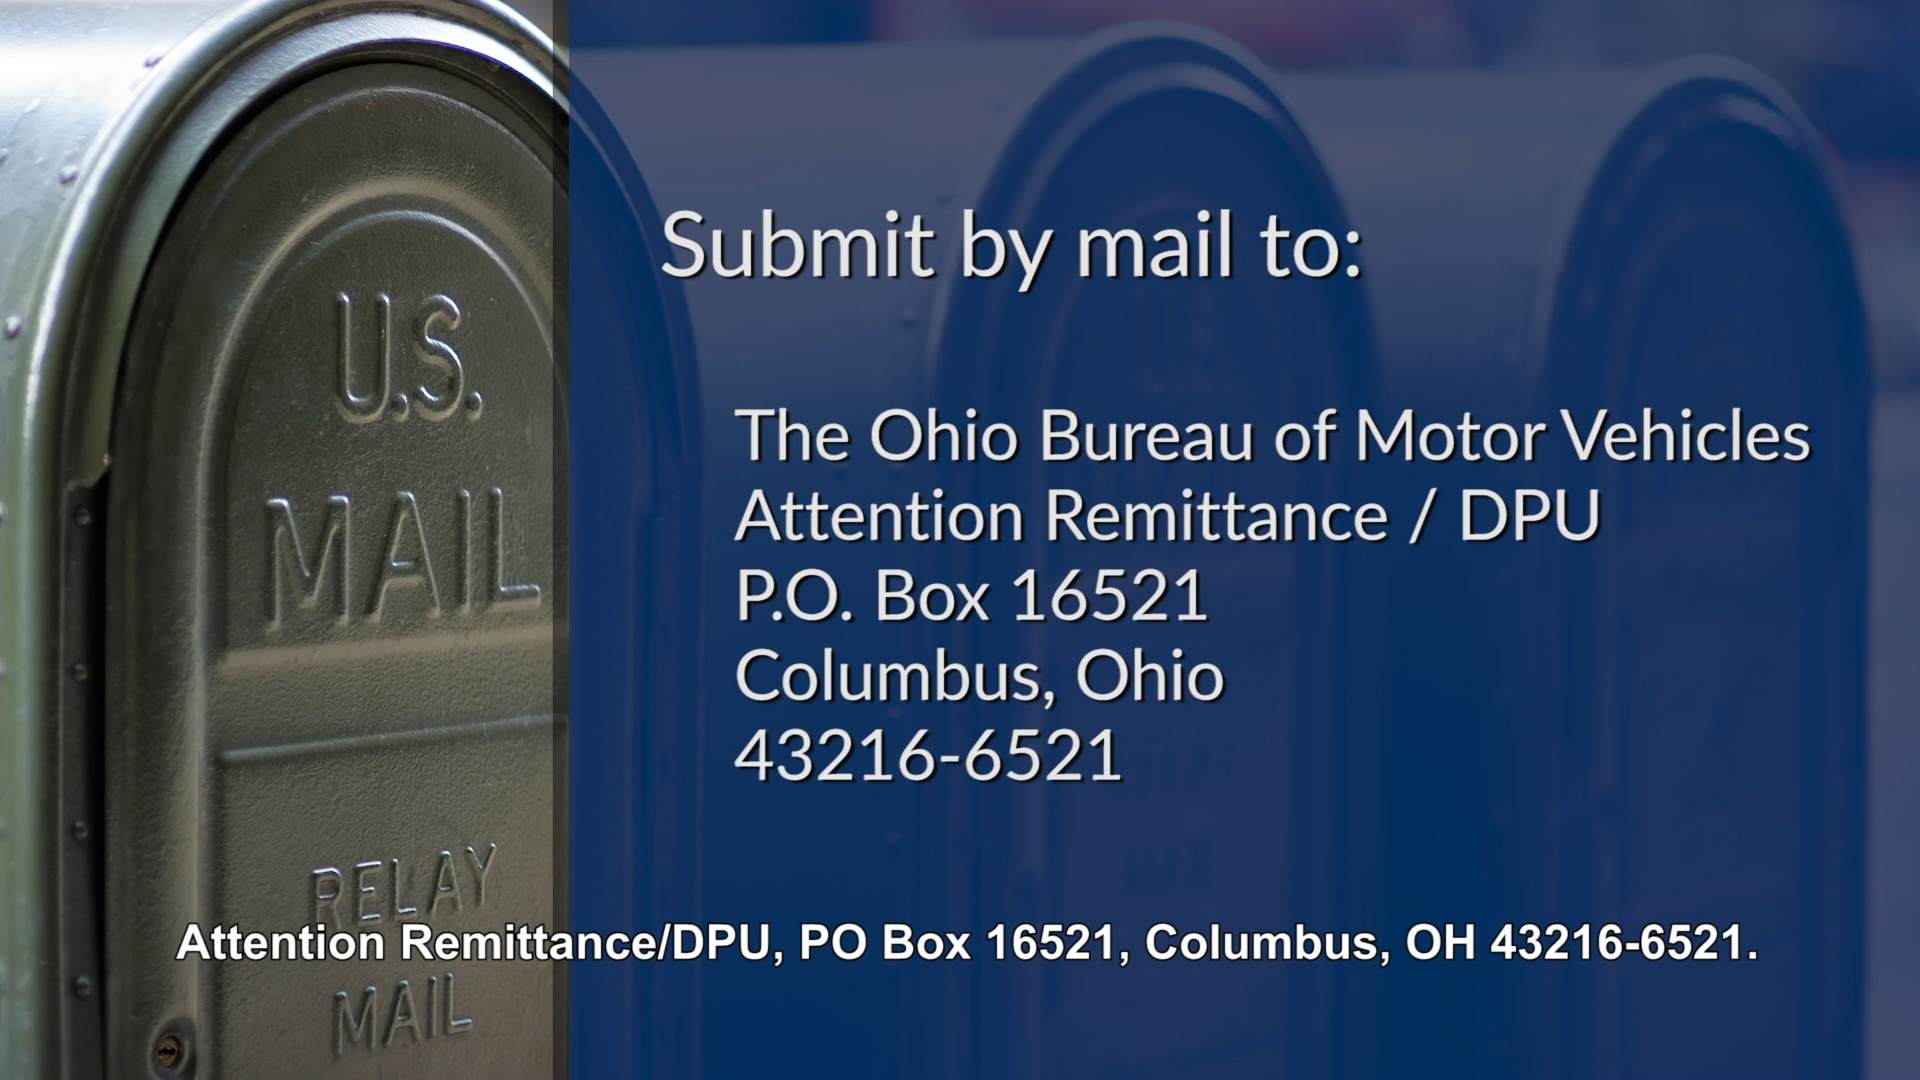 U.S.
MAIL
RELAY
MAIL
Submit by mail to:
The Ohio Bureau of Motor Vehicles
Attention Remittance / DPU
P.O. Box 16521
Columbus, Ohio
43216-6521
Attention Remittance/DPU, PO Box 16521, Columbus, OH 43216-6521.